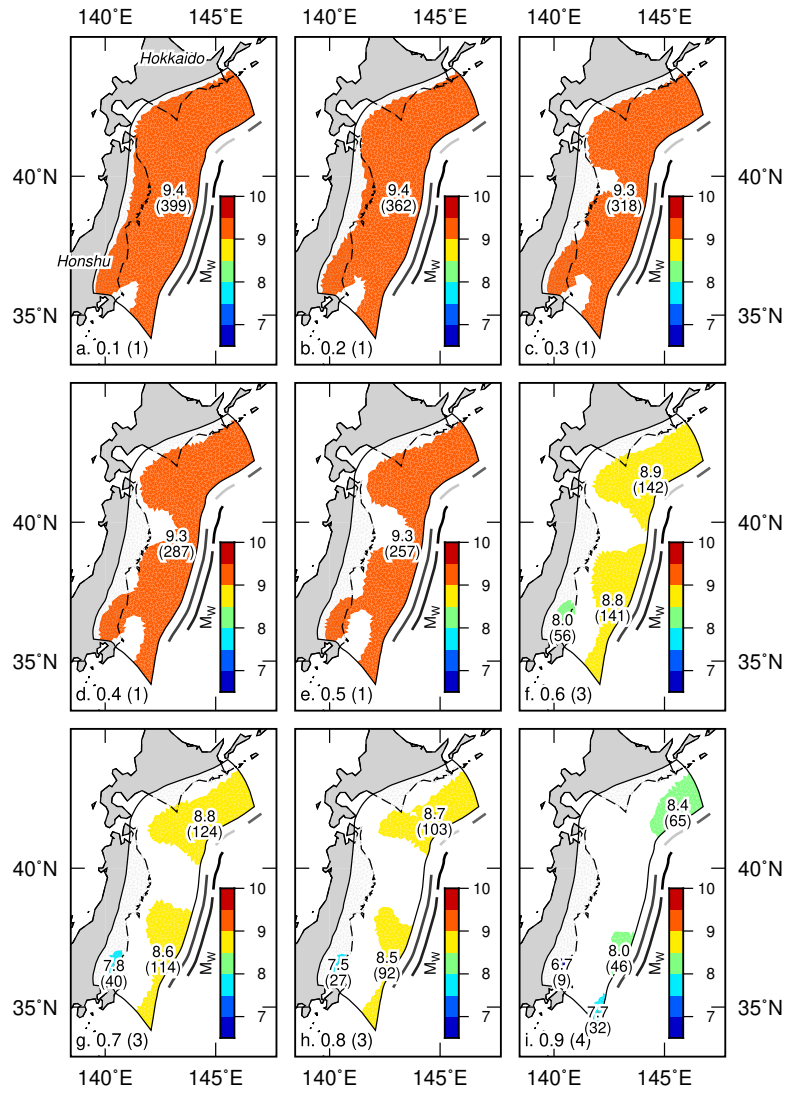 140˚E 145˚E 140˚E 145˚E 140˚E 145˚E
Hokkaido
40˚N
40˚N
9.4
(399)
10
9
8
7
Mw
Honshu
35˚N
35˚N
a. 0.1 (1)
9.4
(362)
10
9
8
7
Mw
b. 0.2 (1)
9.3
(318)
10
9
8
7
Mw
c. 0.3 (1)
40˚N
40˚N
9.3
(287)
10
9
8
7
Mw
35˚N
35˚N
d. 0.4 (1)
9.3
(257)
10
9
8
7
Mw
e. 0.5 (1)
8.9
(142)
8.8
(141)
8.0
(56)
10
9
8
7
Mw
f. 0.6 (3)
40˚N
40˚N
8.8
(124)
8.6
(114)
7.8
(40)
10
9
8
7
Mw
35˚N
35˚N
g. 0.7 (3)
8.7
(103)
8.5
(92)
7.5
(27)
10
9
8
7
Mw
h. 0.8 (3)
8.4
(65)
8.0
(46)
6.7
(9)
7.7
(32)
10
9
8
7
Mw
i. 0.9 (4)
140˚E 145˚E 140˚E 145˚E 140˚E 145˚E